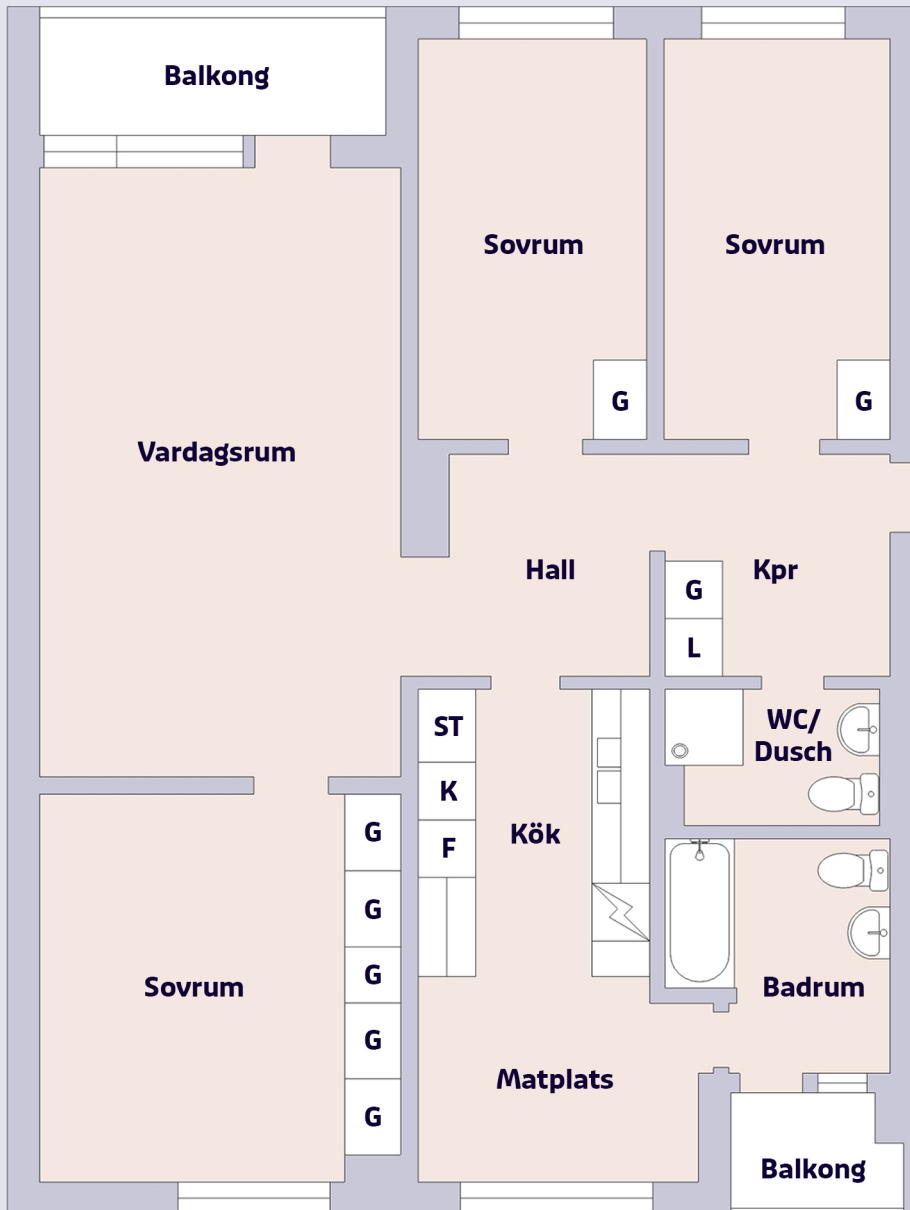 Balkong
Sovrum
Sovrum
G
G
Vardagsrum
Hall
Kpr
G
L
ST
WC/
Dusch
K
F
Kök
G
G
G
G
G
Sovrum
Badrum
Matplats
Balkong